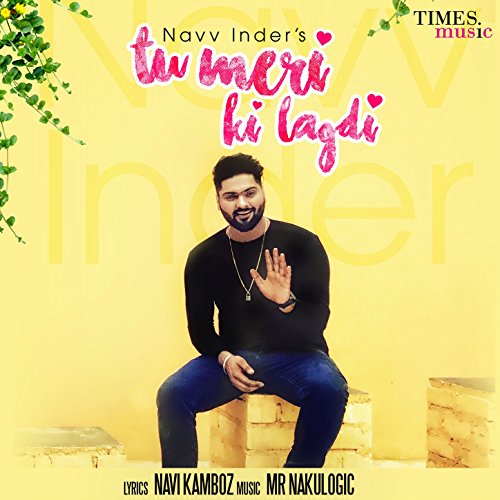 Navv Inder's
TIMES.
music
tu meri
ki lagdi
Navv
Inder
LYRICS NAVI KAMBOZ MUSIC MR NAKULOGIC